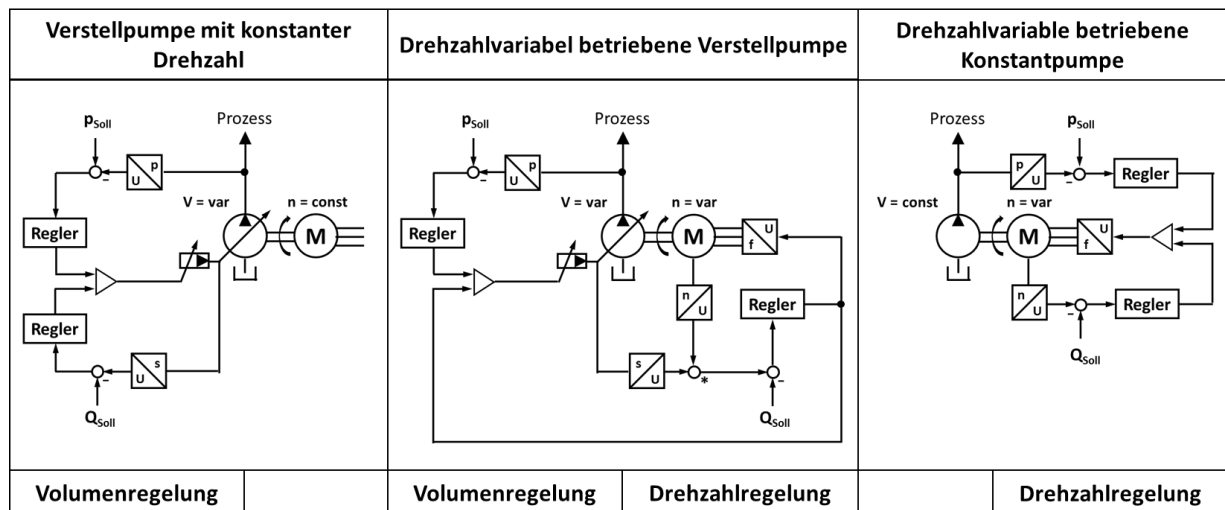 Verstellpumpe mit konstanter
Drehzahl
Drehzahlvariabel betriebene Verstellpumpe
Drehzahlvariable betriebene
Konstantpumpe
pSoll
Prozess
p
U
-
V = var
n = const
Regler
M
Regler
s
U
-
QSoll
pSoll
Prozess
p
U
-
V = var
n = var
Regler
M
U
f
n
U
Regler
s
U
*
-
QSoll
Prozess
pSoll
p
U
-
Regler
V = const
n = var
M
U
f
n
U
-
Regler
QSoll
Volumenregelung
Volumenregelung
Drehzahlregelung
Drehzahlregelung